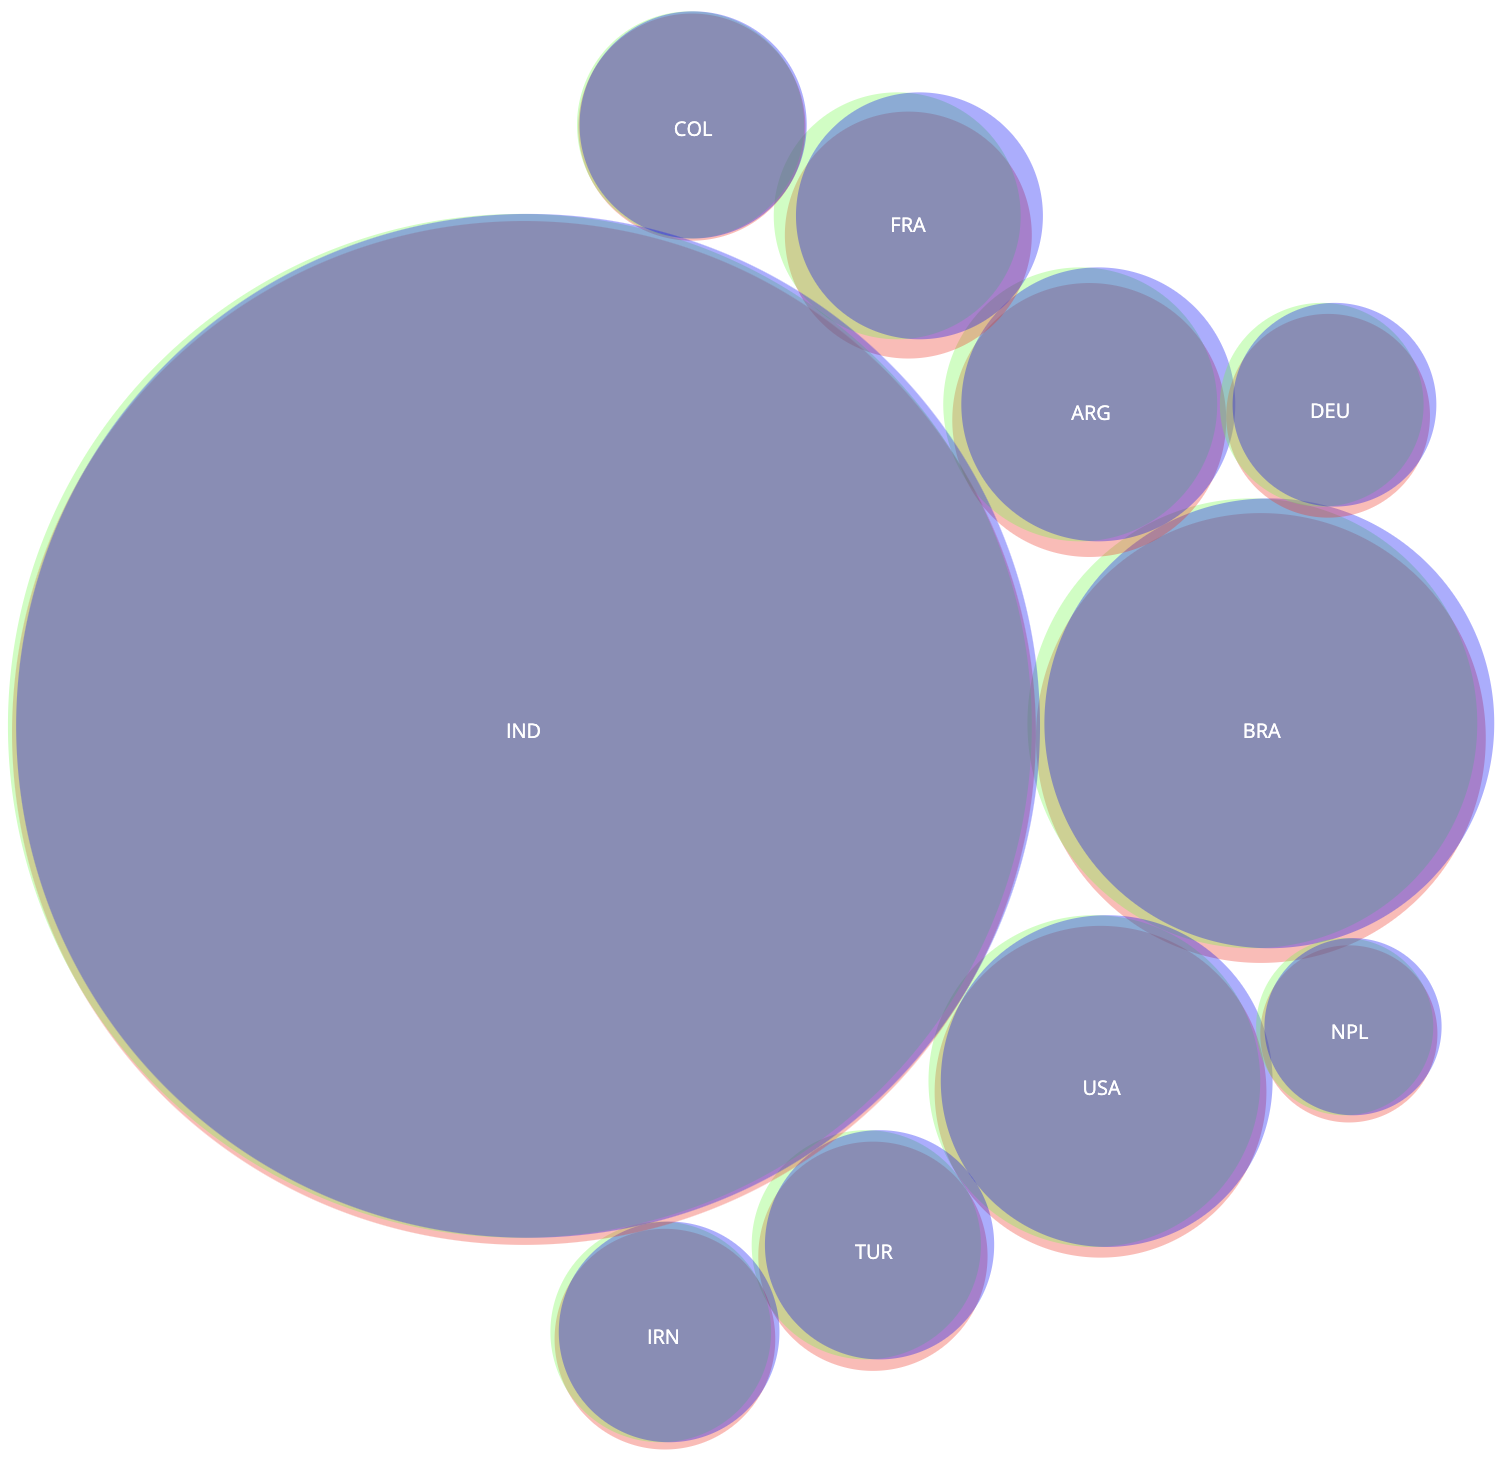 COL
FRA
ARG
DEU
IND
BRA
NPL
USA
TUR
IRN